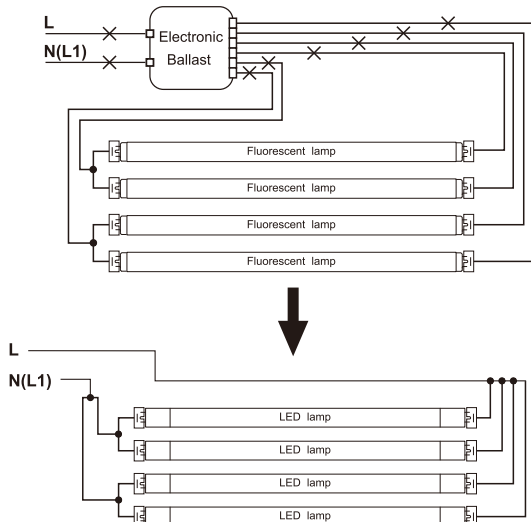 L
Electronic
Ballast
N(L1)
Fluorescent lamp
Fluorescent lamp
Fluorescent lamp
Fluorescent lamp
L
N(L1)
LED lamp
LED lamp
LED lamp
LED lamp